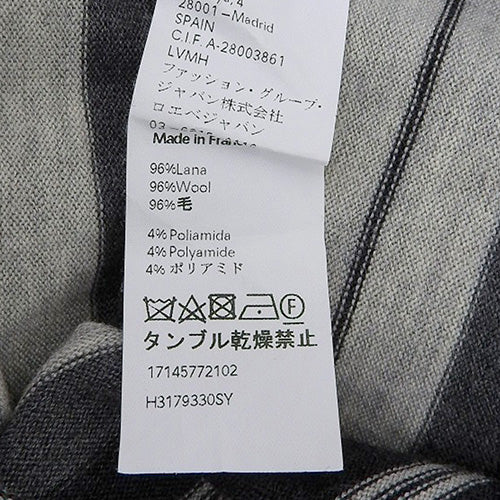 28001-Madrid
SPAIN
C.I.F. A-28003861
LVMH
ファッション・グループ・
ジャパン株式会社
ロエベジャパン
Made in
96%Lana
96%Wool
96%毛
4% Poliamida
4% Polyamide
4% ポリアミド
F
タンブル乾燥禁止
17145772102
H3179330SY